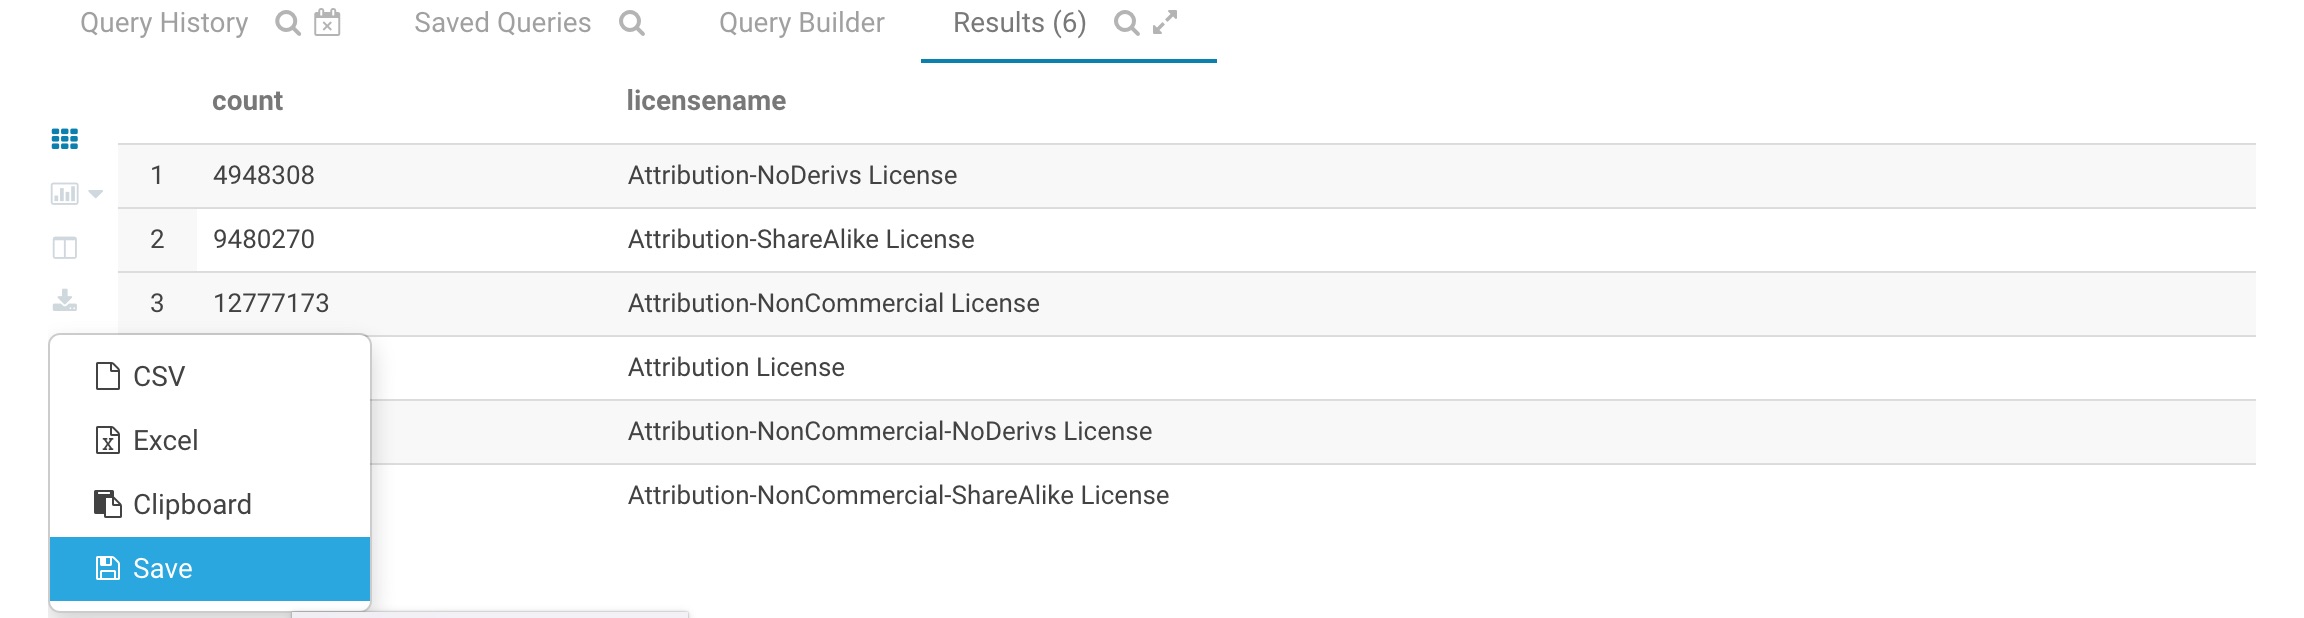 Query History Saved Queries Query Builder Results (6)
count licensename
1 4948308 Attribution-NoDerivs License
2 9480270 Attribution-ShareAlike License
3 12777173 Attribution-NonCommercial License
CSV Attribution License
Excel Attribution-NonCommercial-NoDerivs License
Clipboard Attribution-NonCommercial-ShareAlike License
Save